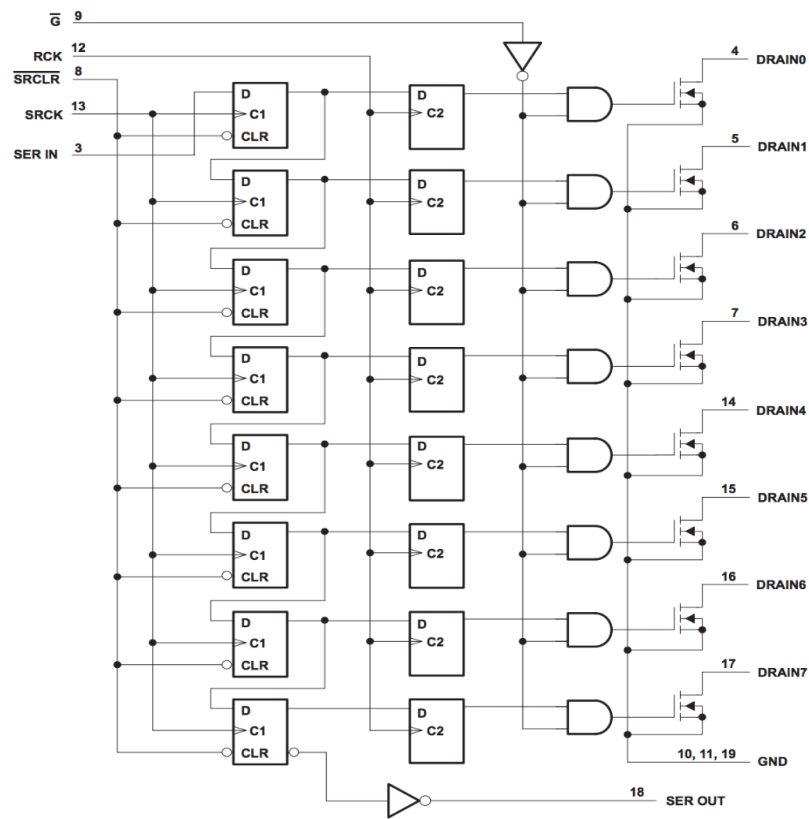 G 9
RCK 12
SRCLR 8
SRCK 13
SER IN 3
D C1 CLR D C2 4 DRAIN0
D C1 CLR D C2 5 DRAIN1
D C1 CLR D C2 6 DRAIN2
D C1 CLR D C2 7 DRAIN3
D C1 CLR D C2 14 DRAIN4
D C1 CLR D C2 15 DRAIN5
D C1 CLR D C2 16 DRAIN6
D C1 CLR D C2 17 DRAIN7
10, 11, 19 GND
18 SER OUT